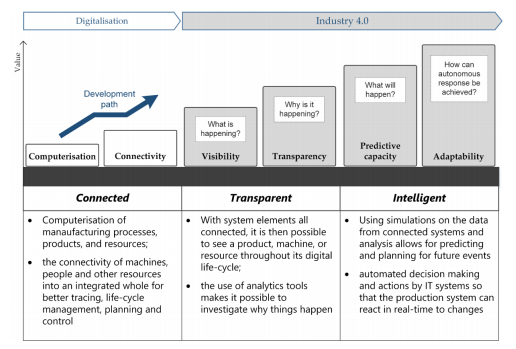 Digitalisation
Industry 4.0
Value
Development
path
What is
happening?
Why is it
happening?
What will
happen?
How can
autonomous
response be
achieved?
Computerisation
Connectivity
Visibility
Transparency
Predictive
capacity
Adaptability
Connected
Transparent
Intelligent
• Computerisation of
manaufacturing processes,
products, and resources;
• the connectivity of machines,
people and other resources
into an integrated whole for
better tracing, life-cycle
management, planning and
control
• With system elements all
connected, it is then possible
to see a product, machine, or
resource throughout its digital
life-cycle;
• the use of analytics tools
makes it possible to
investigate why things happen
• Using simulations on the data
from connected systems and
analysis allows for predicting
and planning for future events
• automated decision making
and actions by IT systems so
that the production system can
react in real-time to changes